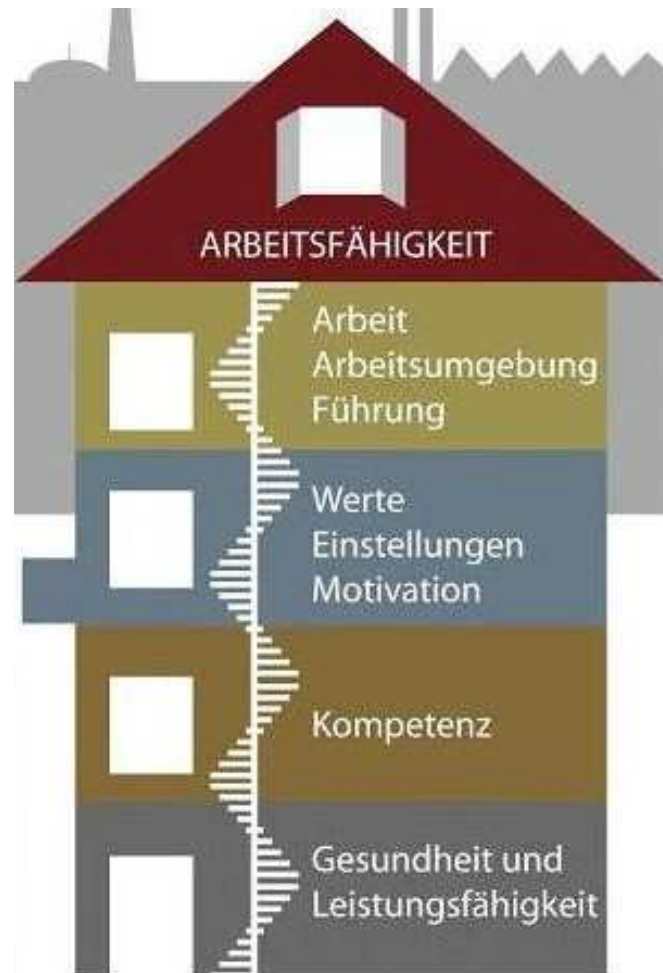 ARBEITSFÄHIGKEIT
Arbeit
Arbeitsumgebung
Führung
Werte
Einstellungen
Motivation
Kompetenz
Gesundheit und
Leistungsfähigkeit